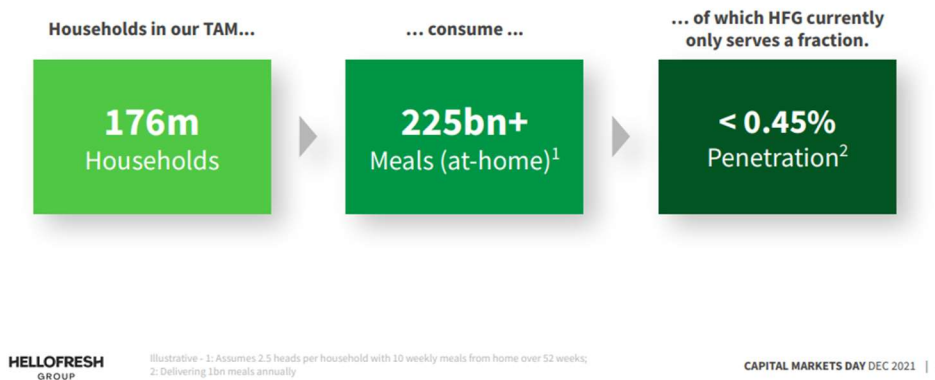 Households in our TAM...
176m
Households
... consume ...
225bn+
Meals (at-home)1
... of which HFG currently
only serves a fraction.
< 0.45%
Penetration2
HELLOFRESH
GROUP
Illustrative - 1: Assumes 2.5 heads per household with 10 weekly meals from home over 52 weeks;
2: Delivering 1bn meals annually
CAPITAL MARKETS DAY DEC 2021 |